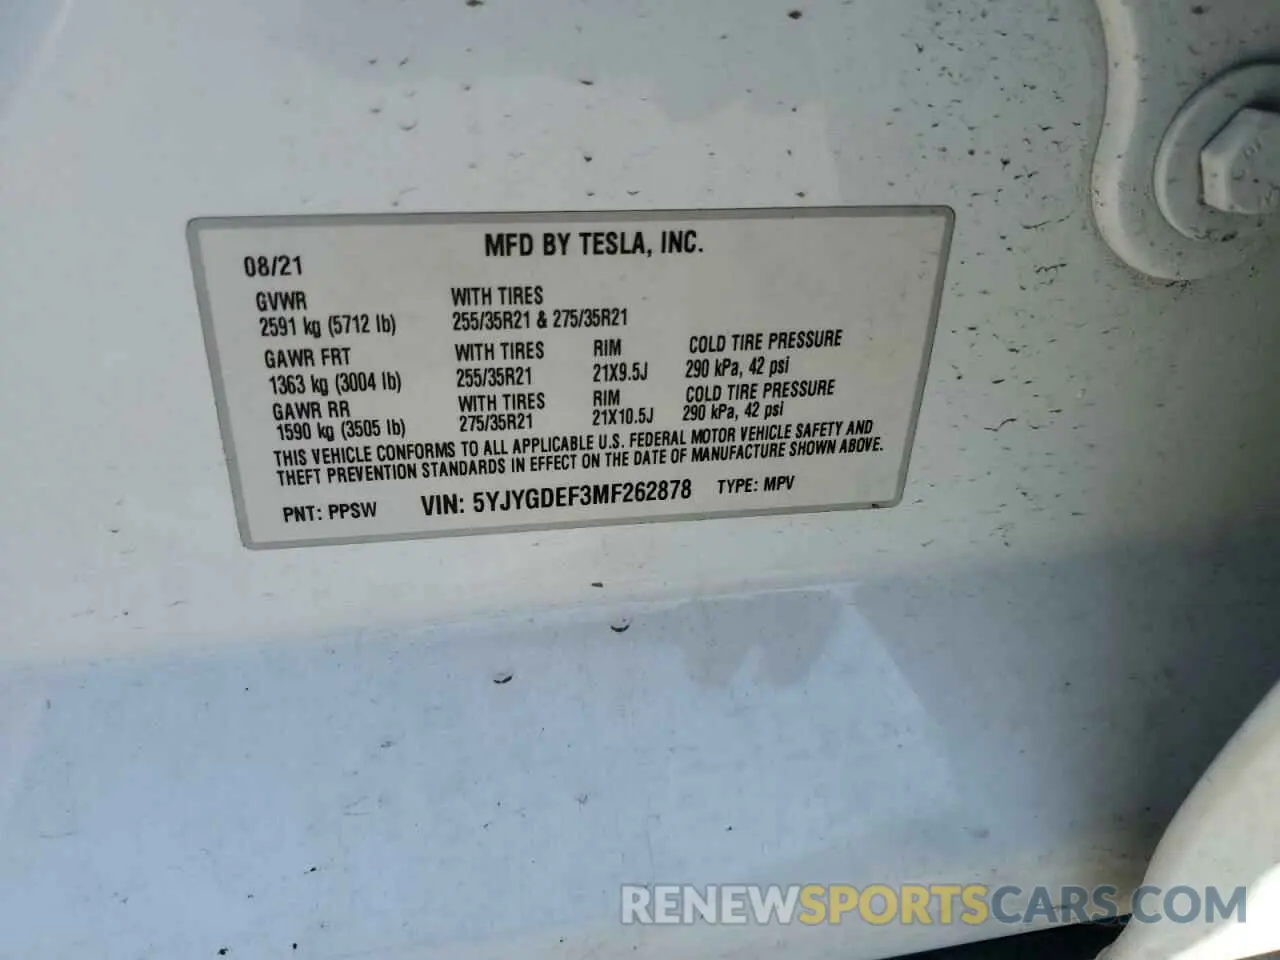 MFD BY TESLA, INC.
08/21
GVWR WITH TIRES
2591 kg (5712 lb) 255/35R21 & 275/35R21
GAWR FRT WITH TIRES RIM COLD TIRE PRESSURE
1363 kg (3004 lb) 255/35R21 21X9.5J 290 kPa, 42 psi
GAWR RR WITH TIRES RIM COLD TIRE PRESSURE
1590 kg (3505 lb) 275/35R21 21X10.5J 290 kPa, 42 psi
THIS VEHICLE CONFORMS TO ALL APPLICABLE U.S. FEDERAL MOTOR VEHICLE SAFETY AND
THEFT PREVENTION STANDARDS IN EFFECT ON THE DATE OF MANUFACTURE SHOWN ABOVE.
PNT: PPSW VIN: 5YJYGDEF3MF262878 TYPE: MPV
RENEWSPORTSCARS.COM